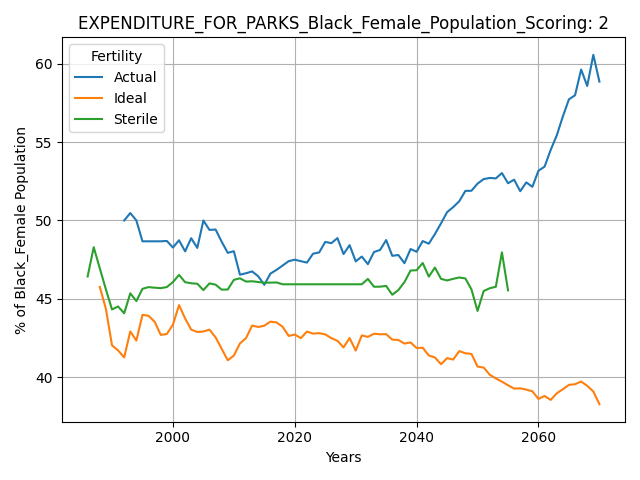 EXPENDITURE_FOR_PARKS_Black_Female_Population_Scoring: 2
Fertility
Actual
Ideal
Sterile
% of Black_Female Population
60
55
50
45
40
2000
2020
2040
2060
Years